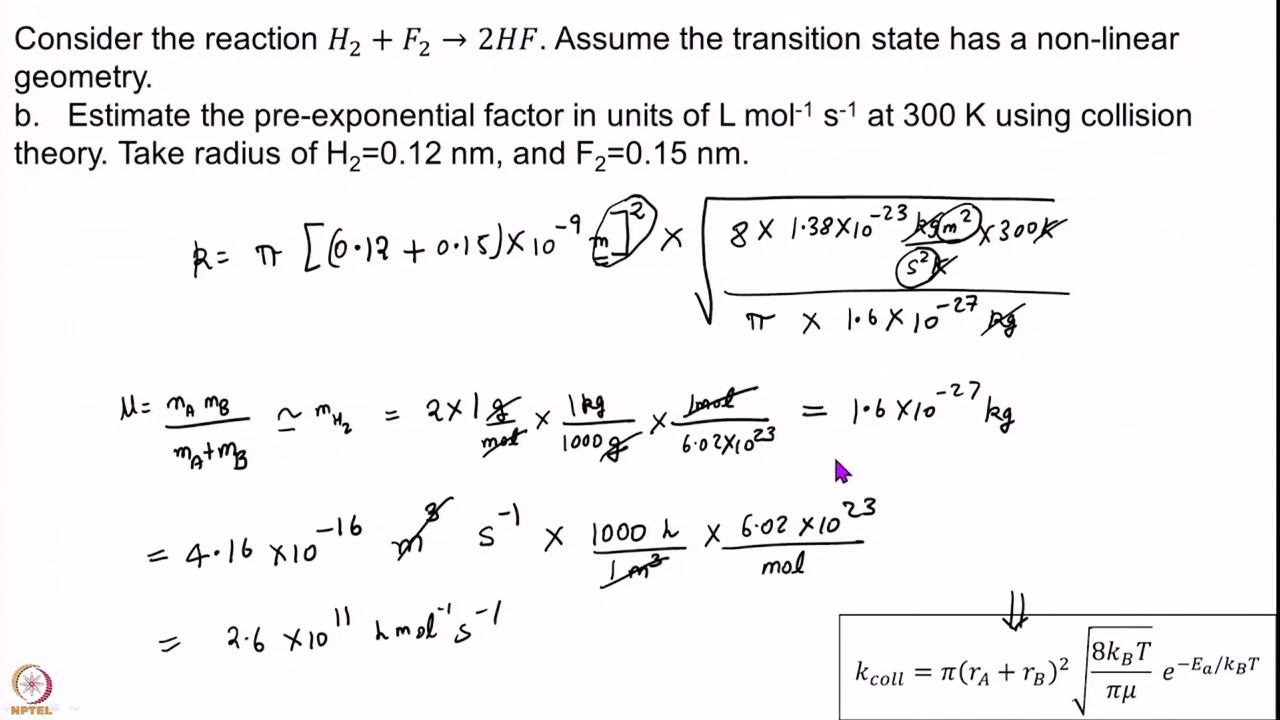 Consider the reaction H₂ + F₂ → 2HF. Assume the transition state has a non-linear
geometry.
b. Estimate the pre-exponential factor in units of L mol⁻¹ s⁻¹ at 300 K using collision
theory. Take radius of H₂=0.12 nm, and F₂=0.15 nm.
k = π [(0.12 + 0.15) × 10⁻⁹ m]² × √((8 × 1.38×10⁻²³ kg m²/(s² K) × 300K)/(π × 1.6 × 10⁻²⁷ kg))
μ = m_A m_B/(m_A+m_B) ≃ m_H₂ = 2×1 g/mol × 1 kg/1000 g × 1 mol/6.02×10²³ = 1.6 ×10⁻²⁷ kg
= 4.16 ×10⁻¹⁶ m³ s⁻¹ × 1000 L/1 m³ × 6.02 ×10²³/mol
⇓
= 2.6 ×10¹¹ L mol⁻¹ s⁻¹
k_coll = π(r_A + r_B)² √(8k_BT/πμ) e^(−E_a/k_BT)
NPTEL